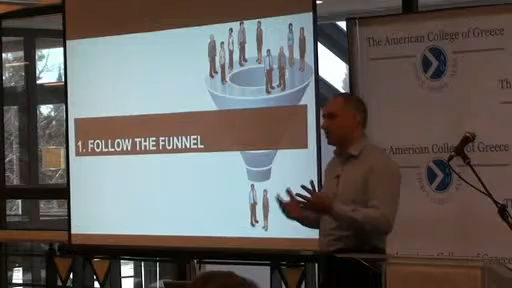 1. FOLLOW THE FUNNEL
The American College of Greece
American College of Greece
The